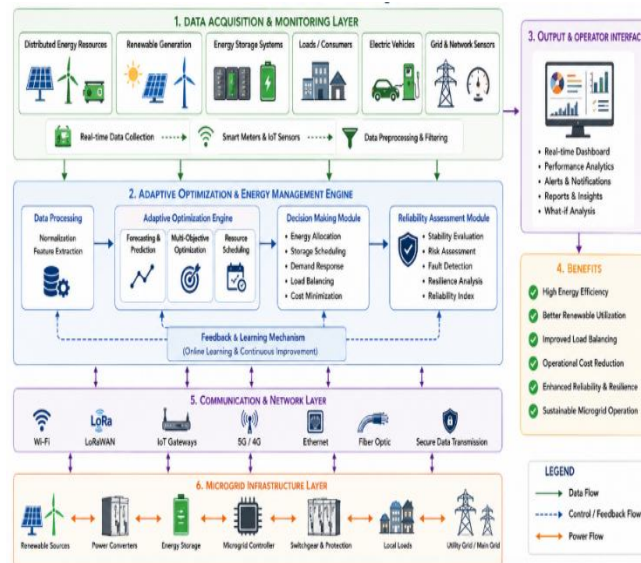 1. DATA ACQUISITION & MONITORING LAYER
Distributed Energy Resources
Renewable Generation
Energy Storage Systems
Loads / Consumers
Electric Vehicles
Grid & Network Sensors
Real-time Data Collection
Smart Meters & IoT Sensors
Data Preprocessing & Filtering
2. ADAPTIVE OPTIMIZATION & ENERGY MANAGEMENT ENGINE
Data Processing
Normalization
Feature Extraction
Adaptive Optimization Engine
Forecasting
& Prediction
Multi-Objective
Optimization
Resource
Scheduling
Decision Making Module
• Energy Allocation
• Storage Scheduling
• Demand Response
• Load Balancing
• Cost Minimization
Reliability Assessment Module
• Stability Evaluation
• Risk Assessment
• Fault Detection
• Resilience Analysis
• Reliability Index
Feedback & Learning Mechanism
(Online Learning & Continuous Improvement)
3. OUTPUT & OPERATOR INTERFAC
• Real-time Dashboard
• Performance Analytics
• Alerts & Notifications
• Reports & Insights
• What-if Analysis
4. BENEFITS
High Energy Efficiency
Better Renewable Utilization
Improved Load Balancing
Operational Cost Reduction
Enhanced Reliability & Resilience
Sustainable Microgrid Operation
5. COMMUNICATION & NETWORK LAYER
Wi-Fi
LoRa
LoRaWAN
IoT Gateways
5G / 4G
Ethernet
Fiber Optic
Secure Data Transmission
6. MICROGRID INFRASTRUCTURE LAYER
Renewable Sources
Power Converters
Energy Storage
Microgrid Controller
Switchgear & Protection
Local Loads
Utility Grid / Main Grid
LEGEND
Data Flow
Control / Feedback Flow
Power Flow